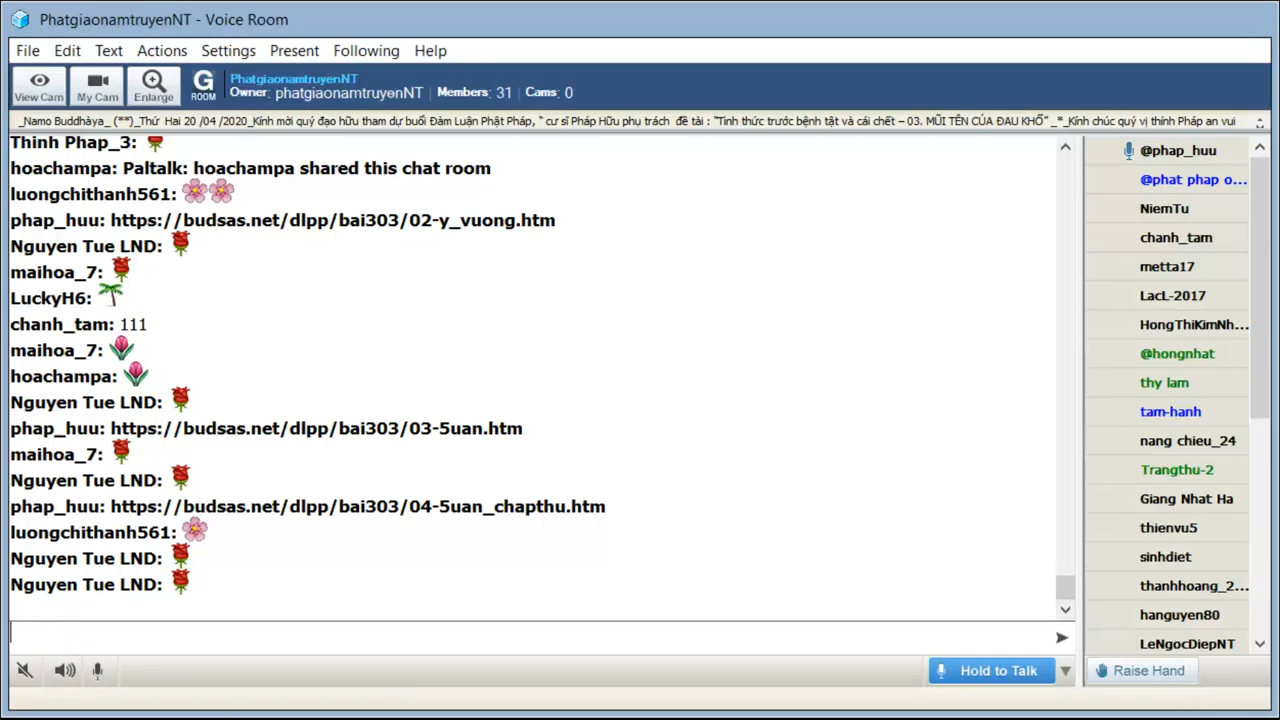 PhatgiaonamtruyenNT - Voice Room
File Edit Text Actions Settings Present Following Help
View Cam My Cam Enlarge G ROOM
PhatgiaonamtruyenNT
Owner: phatgiaonamtruyenNT Members: 31 Cams: 0
_Namo Buddhàya_ (**)_Thứ Hai 20 /04 /2020_Kính mời quý đạo hữu tham dự buổi Đàm Luận Phật Pháp, " cư sĩ Pháp Hữu phụ trách đề tài : "Tỉnh thức trước bệnh tật và cái chết – 03. MŨI TÊN CỦA ĐAU KHỔ" _*_Kính chúc quý vị thính Pháp an vui
Thinh Phap_3:
hoachampa: Paltalk: hoachampa shared this chat room
luongchithanh561:
phap_huu: https://budsas.net/dlpp/bai303/02-y_vuong.htm
Nguyen Tue LND:
maihoa_7:
LuckyH6:
chanh_tam: 111
maihoa_7:
hoachampa:
Nguyen Tue LND:
phap_huu: https://budsas.net/dlpp/bai303/03-5uan.htm
maihoa_7:
Nguyen Tue LND:
phap_huu: https://budsas.net/dlpp/bai303/04-5uan_chapthu.htm
luongchithanh561:
Nguyen Tue LND:
Nguyen Tue LND:
@phap_huu
@phat phap o...
NiemTu
chanh_tam
metta17
LacL-2017
HongThiKimNh...
@hongnhat
thy lam
tam-hanh
nang chieu_24
Trangthu-2
Giang Nhat Ha
thienvu5
sinhdiet
thanhhoang_2...
hanguyen80
LeNgocDiepNT
Hold to Talk
Raise Hand